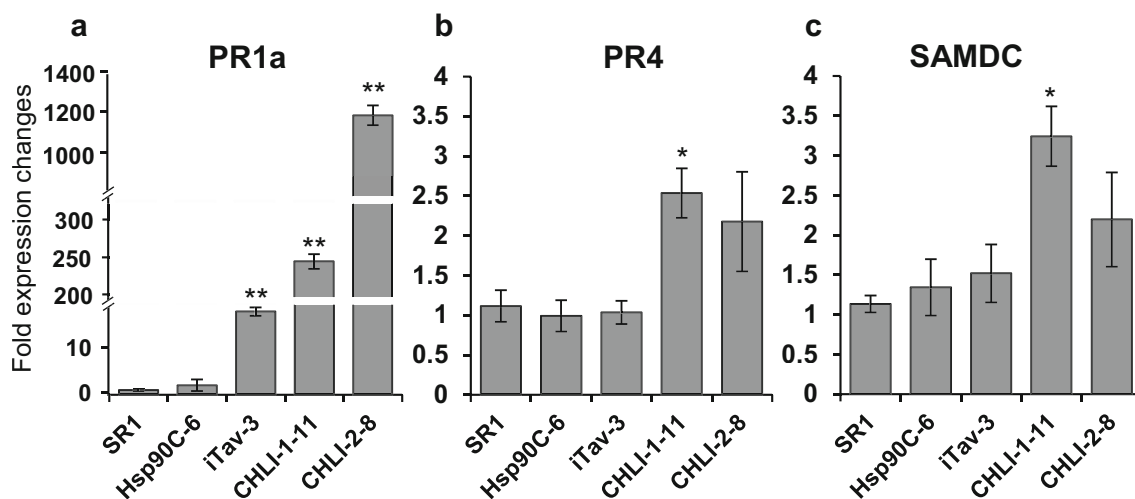 a
PR1a
Fold expression changes
1400
1200
1000
300
250
200
10
0
**
**
**
SR1
Hsp90C-6
iTav-3
CHLI-1-11
CHLI-2-8
b
PR4
4
3.5
3
2.5
2
1.5
1
0.5
0
*
SR1
Hsp90C-6
iTav-3
CHLI-1-11
CHLI-2-8
c
SAMDC
4
3.5
3
2.5
2
1.5
1
0.5
0
*
SR1
Hsp90C-6
iTav-3
CHLI-1-11
CHLI-2-8